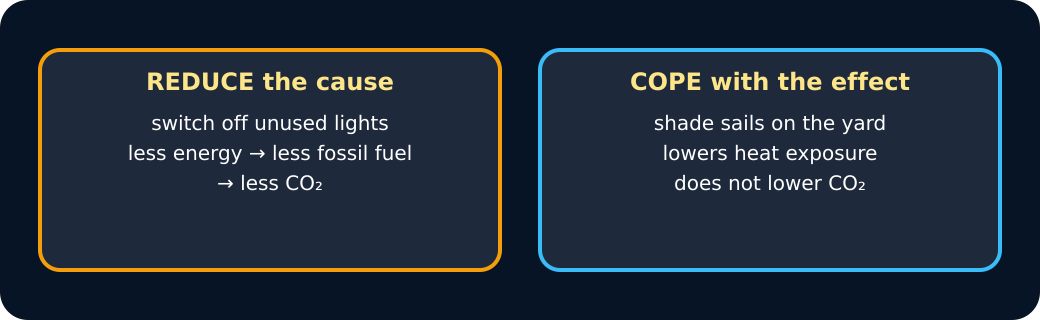 REDUCE the cause
switch off unused lights
less energy → less fossil fuel
→ less CO₂
COPE with the effect
shade sails on the yard
lowers heat exposure
does not lower CO₂